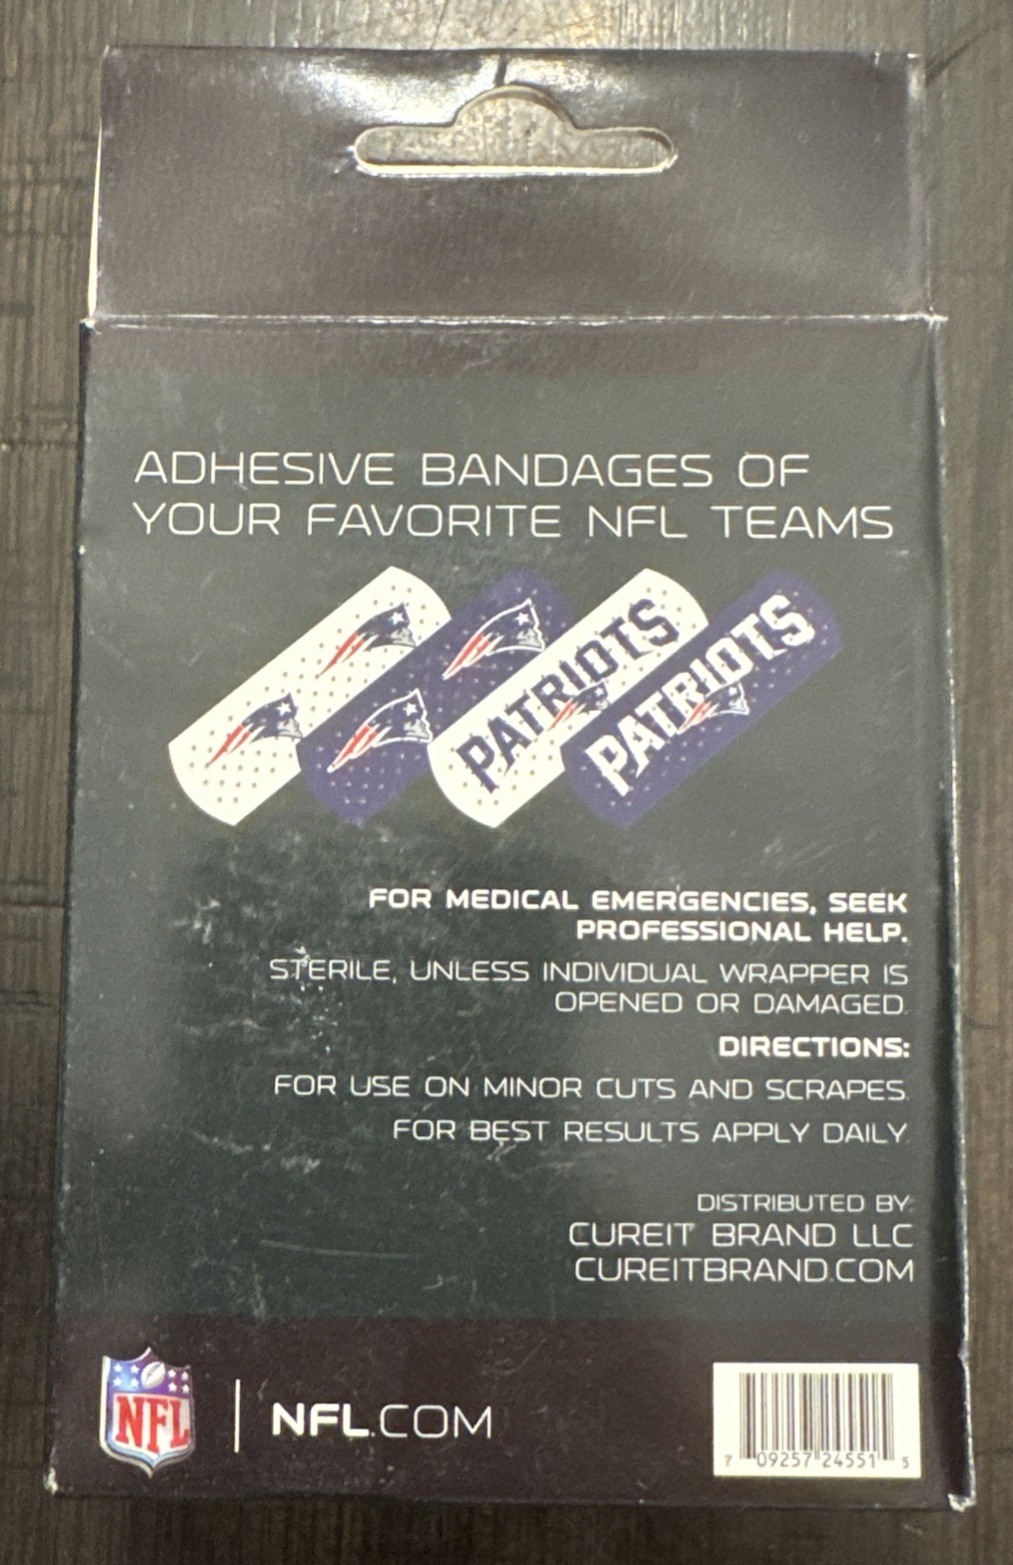 ADHESIVE BANDAGES OF
YOUR FAVORITE NFL TEAMS
PATRIOTS
PATRIOTS
FOR MEDICAL EMERGENCIES, SEEK
PROFESSIONAL HELP.
STERILE, UNLESS INDIVIDUAL WRAPPER IS
OPENED OR DAMAGED.
DIRECTIONS:
FOR USE ON MINOR CUTS AND SCRAPES.
FOR BEST RESULTS APPLY DAILY.
DISTRIBUTED BY:
CUREIT BRAND LLC
CUREITBRAND.COM
NFL
NFL.COM
7 09257 24551 5